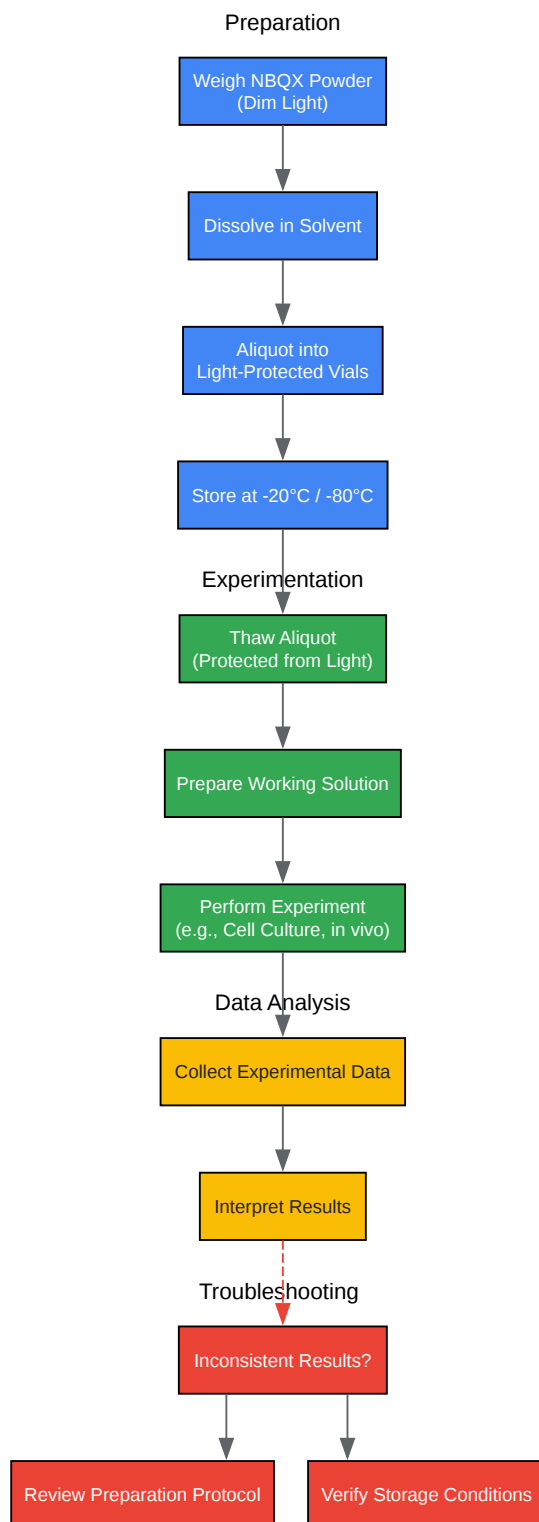 Preparation
Weigh NBQX Powder
(Dim Light)
Dissolve in Solvent
Aliquot into
Light-Protected Vials
Store at -20°C / -80°C
Experimentation
Thaw Aliquot
(Protected from Light)
Prepare Working Solution
Perform Experiment
(e.g., Cell Culture, in vivo)
Data Analysis
Collect Experimental Data
Interpret Results
Troubleshooting
Inconsistent Results?
Review Preparation Protocol
Verify Storage Conditions